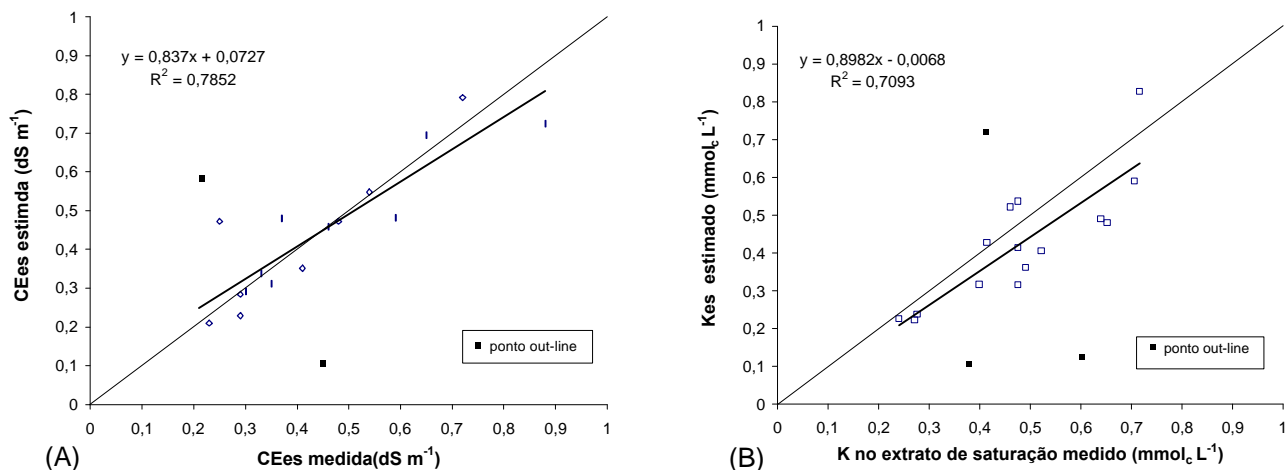 1
0,9
0,8
0,7
0,6
0,5
0,4
0,3
0,2
0,1
0
y = 0,837x + 0,0727
R² = 0,7852
CEes estimda (dS m⁻¹)
ponto out-line
0 0,1 0,2 0,3 0,4 0,5 0,6 0,7 0,8 0,9 1
(A) CEes medida(dS m⁻¹)
1
0,9
0,8
0,7
0,6
0,5
0,4
0,3
0,2
0,1
0
y = 0,8982x - 0,0068
R² = 0,7093
Kes estimado (mmol꜀ L⁻¹)
ponto out-line
0 0,1 0,2 0,3 0,4 0,5 0,6 0,7 0,8 0,9 1
(B) K no extrato de saturação medido (mmol꜀ L⁻¹)